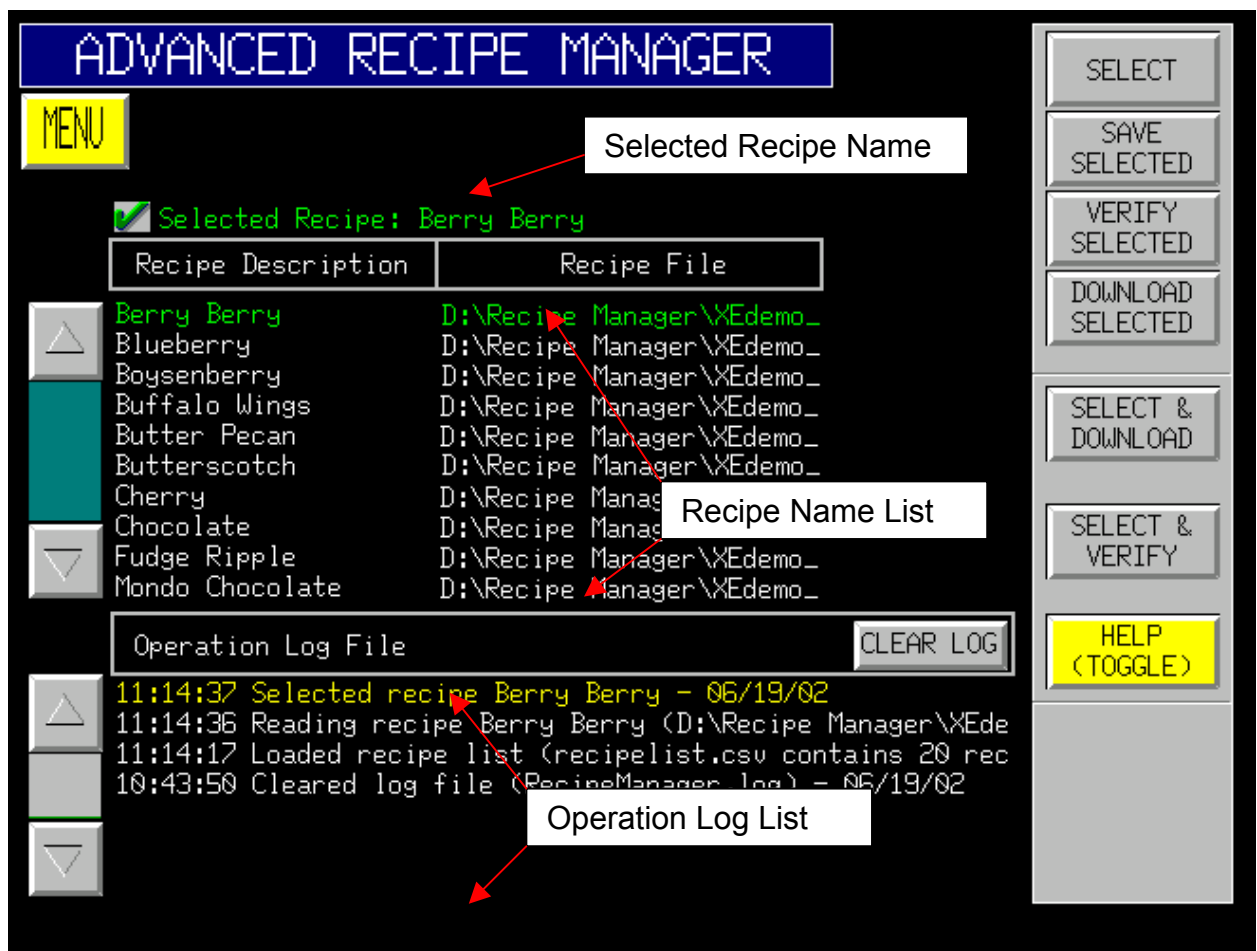 ADVANCED RECIPE MANAGER
MENU
Selected Recipe Name
Selected Recipe: Berry Berry
Recipe Description Recipe File
Berry Berry D:\Recipe Manager\XEdemo_
Blueberry D:\Recipe Manager\XEdemo_
Boysenberry D:\Recipe Manager\XEdemo_
Buffalo Wings D:\Recipe Manager\XEdemo_
Butter Pecan D:\Recipe Manager\XEdemo_
Butterscotch D:\Recipe Manager\XEdemo_
Cherry D:\Recipe
Chocolate D:\Recipe
Recipe Name List
Fudge Ripple D:\Recipe Manager\XEdemo_
Mondo Chocolate D:\Recipe Manager\XEdemo_
Operation Log File
CLEAR LOG
11:14:37 Selected recipe Berry Berry - 06/19/02
11:14:36 Reading recipe Berry Berry (D:\Recipe Manager\XEde
11:14:17 Loaded recipe list (recipelist.csv contains 20 rec
10:43:50 Cleared log file (RecipeManager.log) - 06/19/02
Operation Log List
SELECT
SAVE
SELECTED
VERIFY
SELECTED
DOWNLOAD
SELECTED
SELECT &
DOWNLOAD
SELECT &
VERIFY
HELP
(TOGGLE)